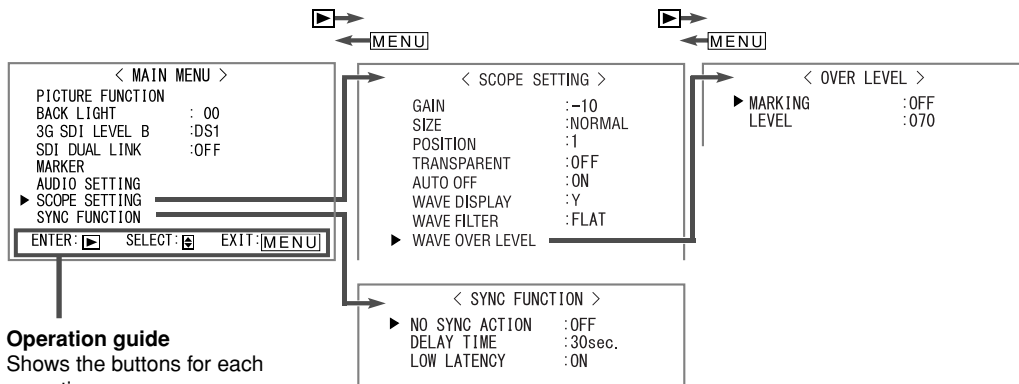 MENU
MENU
< MAIN MENU >
PICTURE FUNCTION
BACK LIGHT : 00
3G SDI LEVEL B :DS1
SDI DUAL LINK :OFF
MARKER
AUDIO SETTING
SCOPE SETTING
SYNC FUNCTION
ENTER: SELECT: EXIT:MENU
Operation guide
Shows the buttons for each
< SCOPE SETTING >
GAIN :-10
SIZE :NORMAL
POSITION :1
TRANSPARENT :OFF
AUTO OFF :ON
WAVE DISPLAY :Y
WAVE FILTER :FLAT
WAVE OVER LEVEL
< SYNC FUNCTION >
NO SYNC ACTION :OFF
DELAY TIME :30sec.
LOW LATENCY :ON
< OVER LEVEL >
MARKING :OFF
LEVEL :070